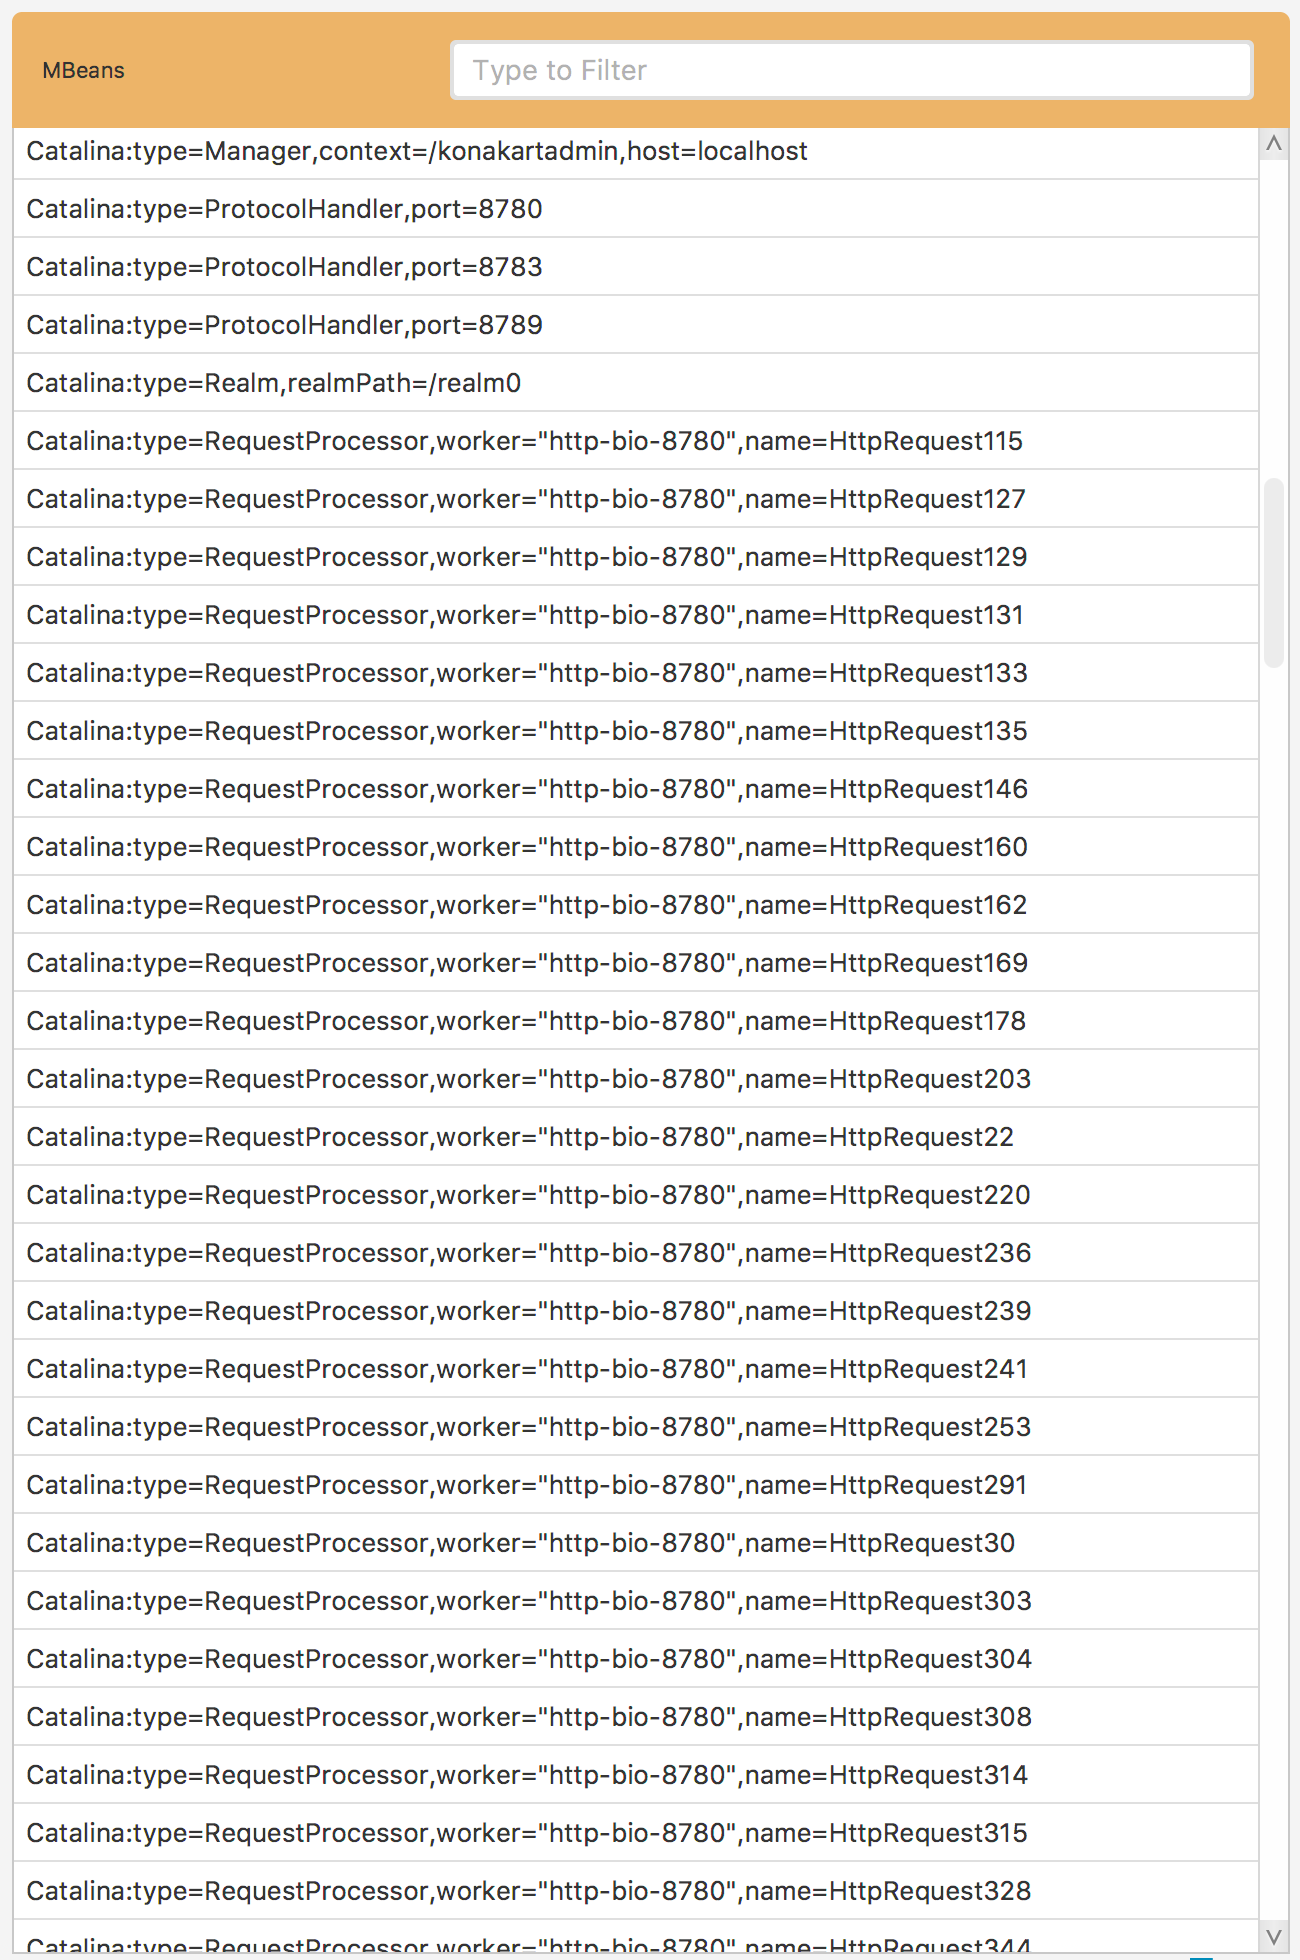 MBeans
Type to Filter
Catalina:type=Manager,context=/konakartadmin,host=localhost
Catalina:type=ProtocolHandler,port=8780
Catalina:type=ProtocolHandler,port=8783
Catalina:type=ProtocolHandler,port=8789
Catalina:type=Realm,realmPath=/realm0
Catalina:type=RequestProcessor,worker="http-bio-8780",name=HttpRequest115
Catalina:type=RequestProcessor,worker="http-bio-8780",name=HttpRequest127
Catalina:type=RequestProcessor,worker="http-bio-8780",name=HttpRequest129
Catalina:type=RequestProcessor,worker="http-bio-8780",name=HttpRequest131
Catalina:type=RequestProcessor,worker="http-bio-8780",name=HttpRequest133
Catalina:type=RequestProcessor,worker="http-bio-8780",name=HttpRequest135
Catalina:type=RequestProcessor,worker="http-bio-8780",name=HttpRequest146
Catalina:type=RequestProcessor,worker="http-bio-8780",name=HttpRequest160
Catalina:type=RequestProcessor,worker="http-bio-8780",name=HttpRequest162
Catalina:type=RequestProcessor,worker="http-bio-8780",name=HttpRequest169
Catalina:type=RequestProcessor,worker="http-bio-8780",name=HttpRequest178
Catalina:type=RequestProcessor,worker="http-bio-8780",name=HttpRequest203
Catalina:type=RequestProcessor,worker="http-bio-8780",name=HttpRequest22
Catalina:type=RequestProcessor,worker="http-bio-8780",name=HttpRequest220
Catalina:type=RequestProcessor,worker="http-bio-8780",name=HttpRequest236
Catalina:type=RequestProcessor,worker="http-bio-8780",name=HttpRequest239
Catalina:type=RequestProcessor,worker="http-bio-8780",name=HttpRequest241
Catalina:type=RequestProcessor,worker="http-bio-8780",name=HttpRequest253
Catalina:type=RequestProcessor,worker="http-bio-8780",name=HttpRequest291
Catalina:type=RequestProcessor,worker="http-bio-8780",name=HttpRequest30
Catalina:type=RequestProcessor,worker="http-bio-8780",name=HttpRequest303
Catalina:type=RequestProcessor,worker="http-bio-8780",name=HttpRequest304
Catalina:type=RequestProcessor,worker="http-bio-8780",name=HttpRequest308
Catalina:type=RequestProcessor,worker="http-bio-8780",name=HttpRequest314
Catalina:type=RequestProcessor,worker="http-bio-8780",name=HttpRequest315
Catalina:type=RequestProcessor,worker="http-bio-8780",name=HttpRequest328
Catalina:type=RequestProcessor,worker="http-bio-8780",name=HttpRequest344